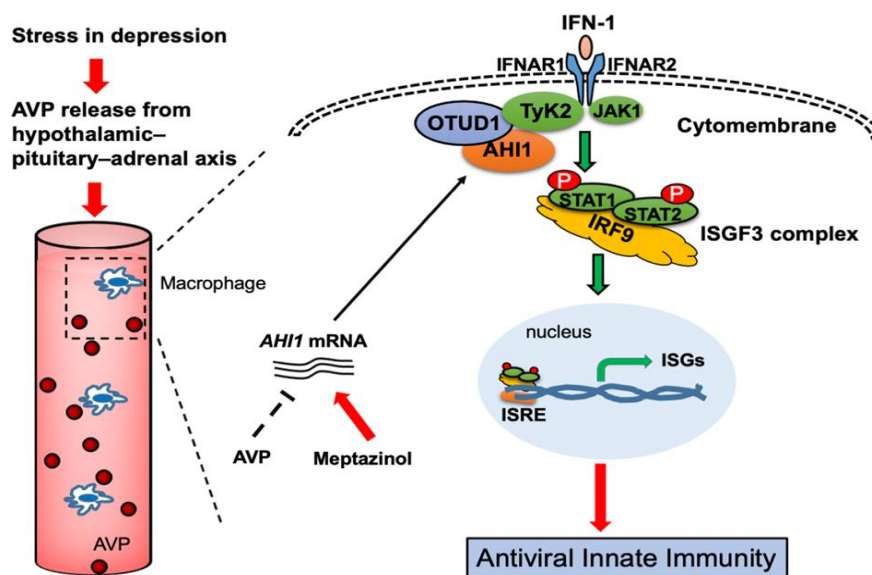 Stress in depression
AVP release from
hypothalamic–
pituitary–adrenal axis
Macrophage
AVP
AHI1 mRNA
AVP
Meptazinol
IFN-1
IFNAR1
IFNAR2
OTUD1
TyK2
JAK1
AHI1
Cytomembrane
P
P
STAT1
STAT2
IRF9
ISGF3 complex
nucleus
ISGs
ISRE
Antiviral Innate Immunity